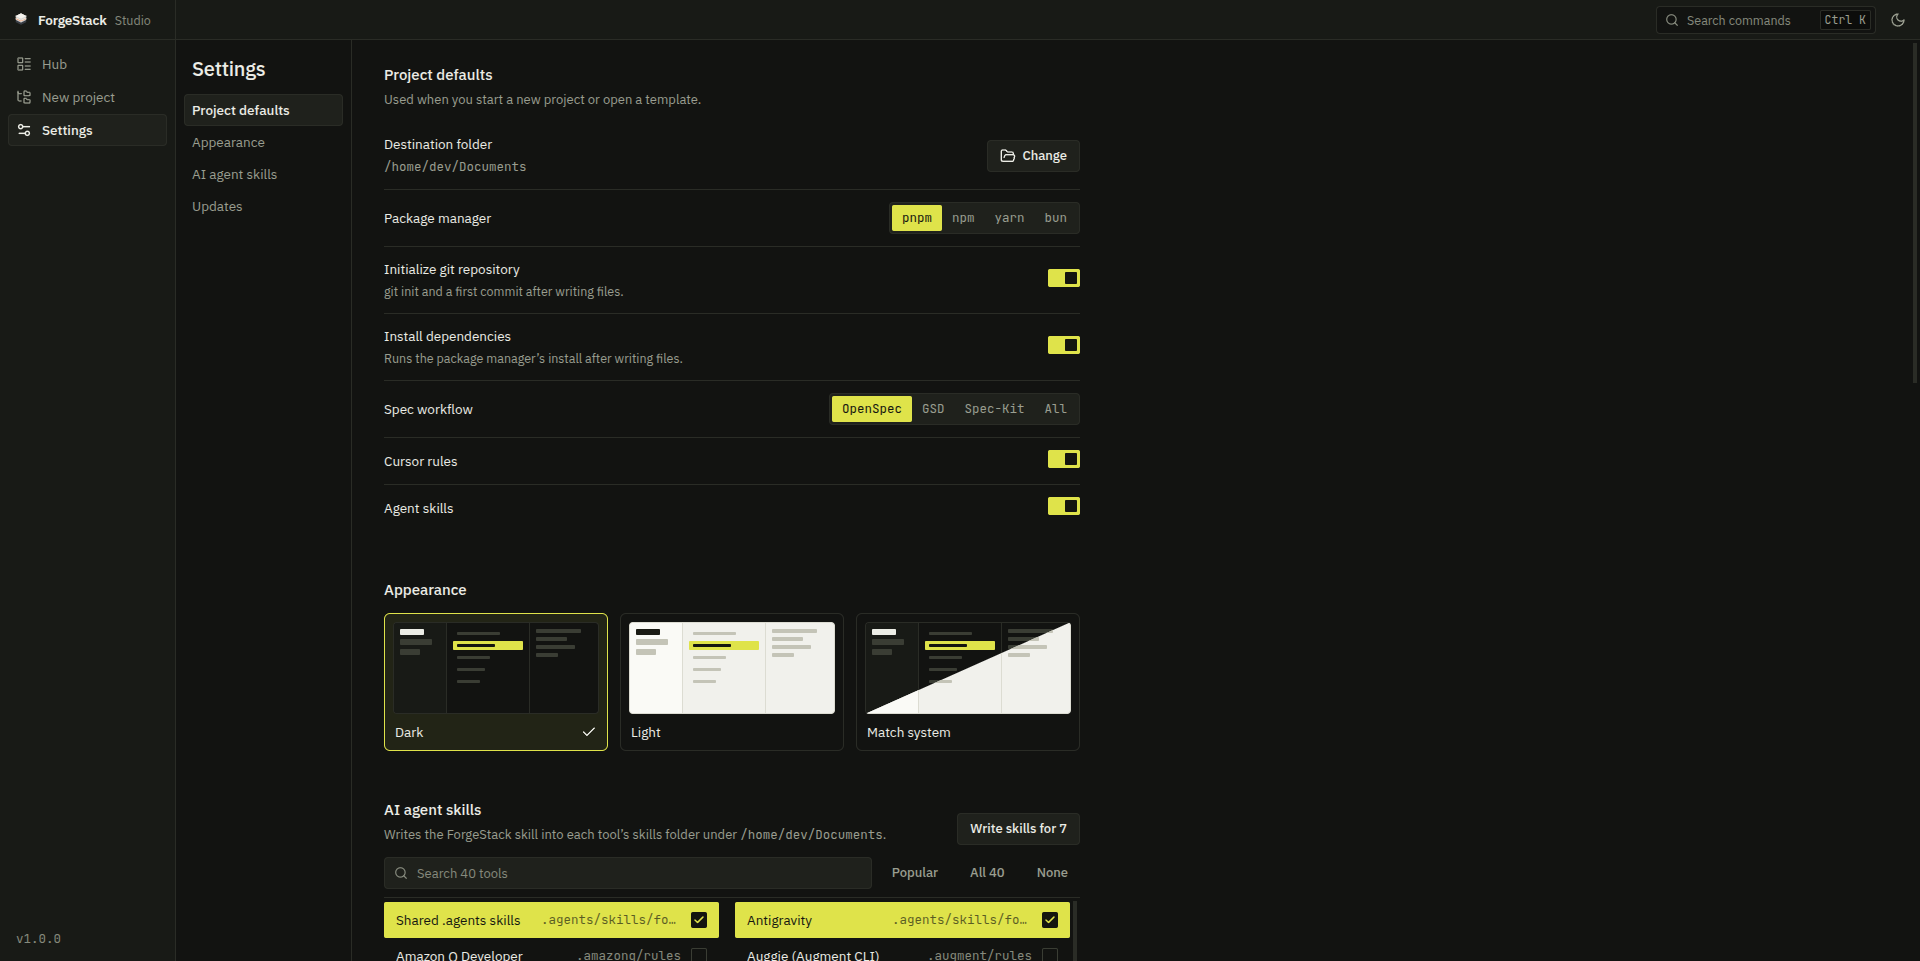 ForgeStack Studio
Search commands Ctrl K
Hub
New project
Settings
v1.0.0
Settings
Project defaults
Appearance
AI agent skills
Updates
Project defaults
Used when you start a new project or open a template.
Destination folder
/home/dev/Documents
Change
Package manager
pnpm npm yarn bun
Initialize git repository
git init and a first commit after writing files.
Install dependencies
Runs the package manager’s install after writing files.
Spec workflow
OpenSpec GSD Spec-Kit All
Cursor rules
Agent skills
Appearance
Dark
Light
Match system
AI agent skills
Writes the ForgeStack skill into each tool’s skills folder under /home/dev/Documents.
Write skills for 7
Search 40 tools
Popular All 40 None
Shared .agents skills .agents/skills/fo…
Antigravity .agents/skills/fo…
Amazon Q Developer .amazonq/rules
Auggie (Augment CLI) .augment/rules